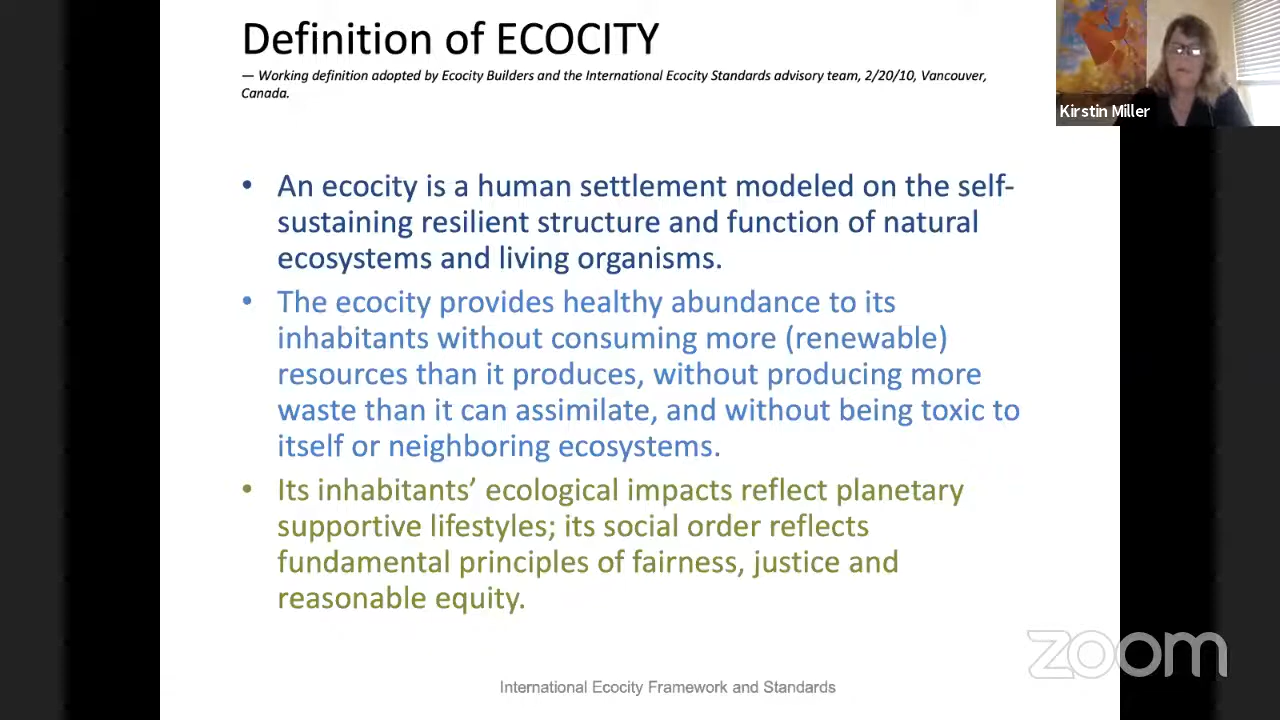 Definition of ECOCITY
— Working definition adopted by Ecocity Builders and the International Ecocity Standards advisory team, 2/20/10, Vancouver,
Canada.
Kirstin Miller
• An ecocity is a human settlement modeled on the self-
sustaining resilient structure and function of natural
ecosystems and living organisms.
• The ecocity provides healthy abundance to its
inhabitants without consuming more (renewable)
resources than it produces, without producing more
waste than it can assimilate, and without being toxic to
itself or neighboring ecosystems.
• Its inhabitants’ ecological impacts reflect planetary
supportive lifestyles; its social order reflects
fundamental principles of fairness, justice and
reasonable equity.
zoom
International Ecocity Framework and Standards